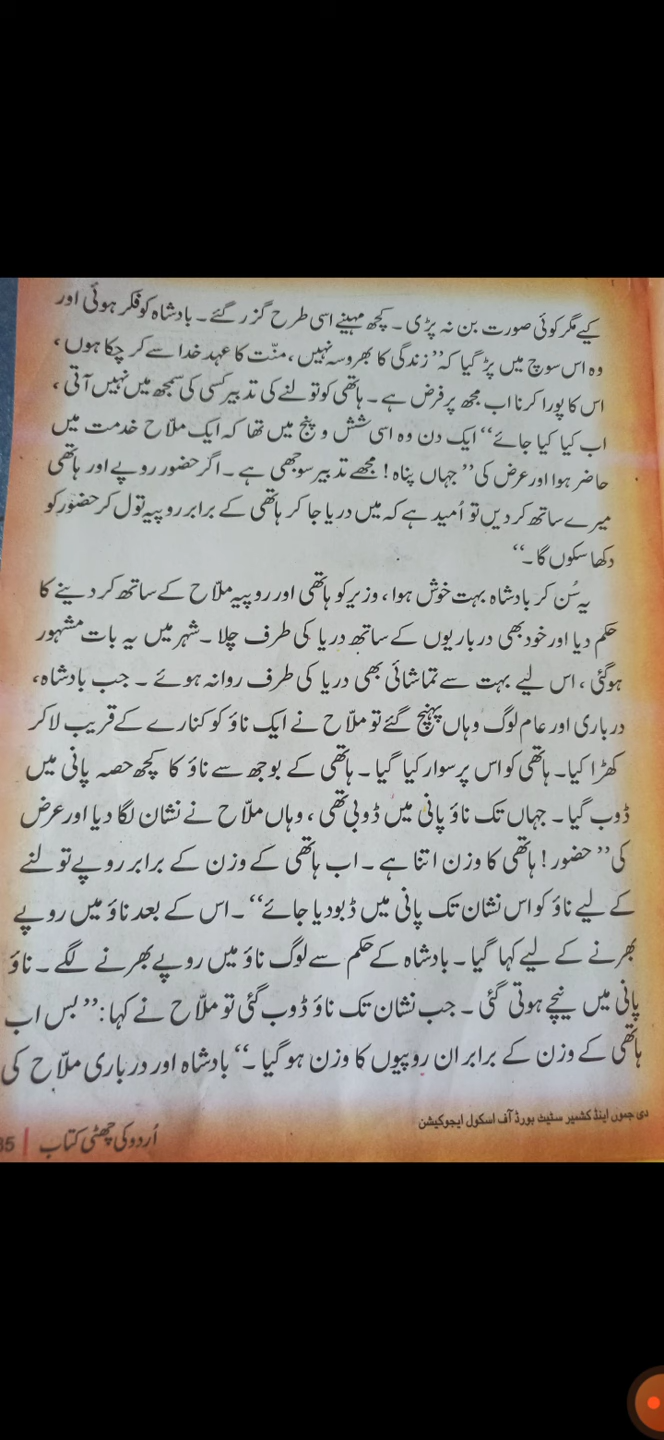 کیے مگر کوئی صورت بن نہ پڑی ۔ کچھ مہینے اسی طرح گزر گئے ۔ بادشاہ کو فکر ہوئی اور
وہ اس سوچ میں پڑ گیا کہ ’’زندگی کا بھروسہ نہیں ، منّت کا عہد خدا سے کر چکا ہوں ،
اس کا پورا کرنا اب مجھ پر فرض ہے ۔ ہاتھی کو تولنے کی تدبیر کسی کی سمجھ میں نہیں آتی ،
اب کیا کیا جائے‘‘ ایک دن وہ اسی شش و پنج میں تھا کہ ایک ملّاح خدمت میں
حاضر ہوا اور عرض کی ’’جہاں پناہ ! مجھے تدبیر سوجھی ہے ۔ اگر حضور روپے اور ہاتھی
میرے ساتھ کر دیں تو اُمید ہے کہ میں دریا جا کر ہاتھی کے برابر روپیہ تول کر حضور کو
دکھا سکوں گا ۔‘‘
یہ سُن کر بادشاہ بہت خوش ہوا ، وزیر کو ہاتھی اور روپیہ ملّاح کے ساتھ کر دینے کا
حکم دیا اور خود بھی درباریوں کے ساتھ دریا کی طرف چلا ۔ شہر میں یہ بات مشہور
ہوگئی ، اس لیے بہت سے تماشائی بھی دریا کی طرف روانہ ہوئے ۔ جب بادشاہ ،
درباری اور عام لوگ وہاں پہنچ گئے تو ملّاح نے ایک ناؤ کو کنارے کے قریب لا کر
کھڑا کیا۔ ہاتھی کو اس پر سوار کیا گیا ۔ ہاتھی کے بوجھ سے ناؤ کا کچھ حصہ پانی میں
ڈوب گیا ۔ جہاں تک ناؤ پانی میں ڈوبی تھی ، وہاں ملّاح نے نشان لگا دیا اور عرض
کی ’’حضور ! ہاتھی کا وزن اتنا ہے ۔ اب ہاتھی کے وزن کے برابر روپے تولنے
کے لیے ناؤ کو اس نشان تک پانی میں ڈبو دیا جائے‘‘ ۔ اس کے بعد ناؤ میں روپے
بھرنے کے لیے کہا گیا ۔ بادشاہ کے حکم سے لوگ ناؤ میں روپے بھرنے لگے ۔ ناؤ
پانی میں نیچے ہوتی گئی ۔ جب نشان تک ناؤ ڈوب گئی تو ملّاح نے کہا : ’’بس اب
ہاتھی کے وزن کے برابر ان روپیوں کا وزن ہو گیا ۔‘‘ بادشاہ اور درباری ملّاح کی
دی جموں اینڈ کشمیر سٹیٹ بورڈ آف اسکول ایجوکیشن
اُردو کی چھٹی کتاب | 35